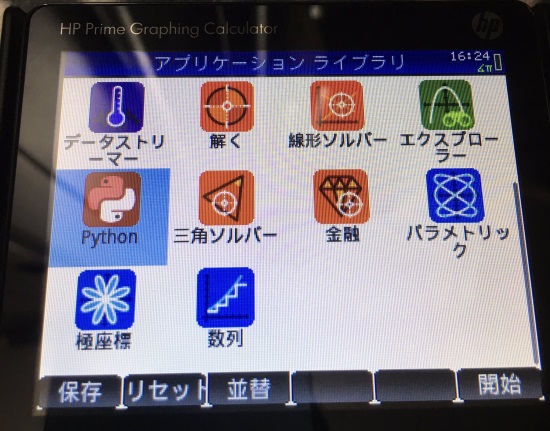 HP Prime Graphing Calculator
hp
アプリケーション ライブラリ
16:24
∡π
データストリ
ーマー
解く
線形ソルバー
エクスプロー
ラー
Python
三角ソルバー
金融
パラメトリッ
ク
極座標
数列
保存
リセット
並替
開始